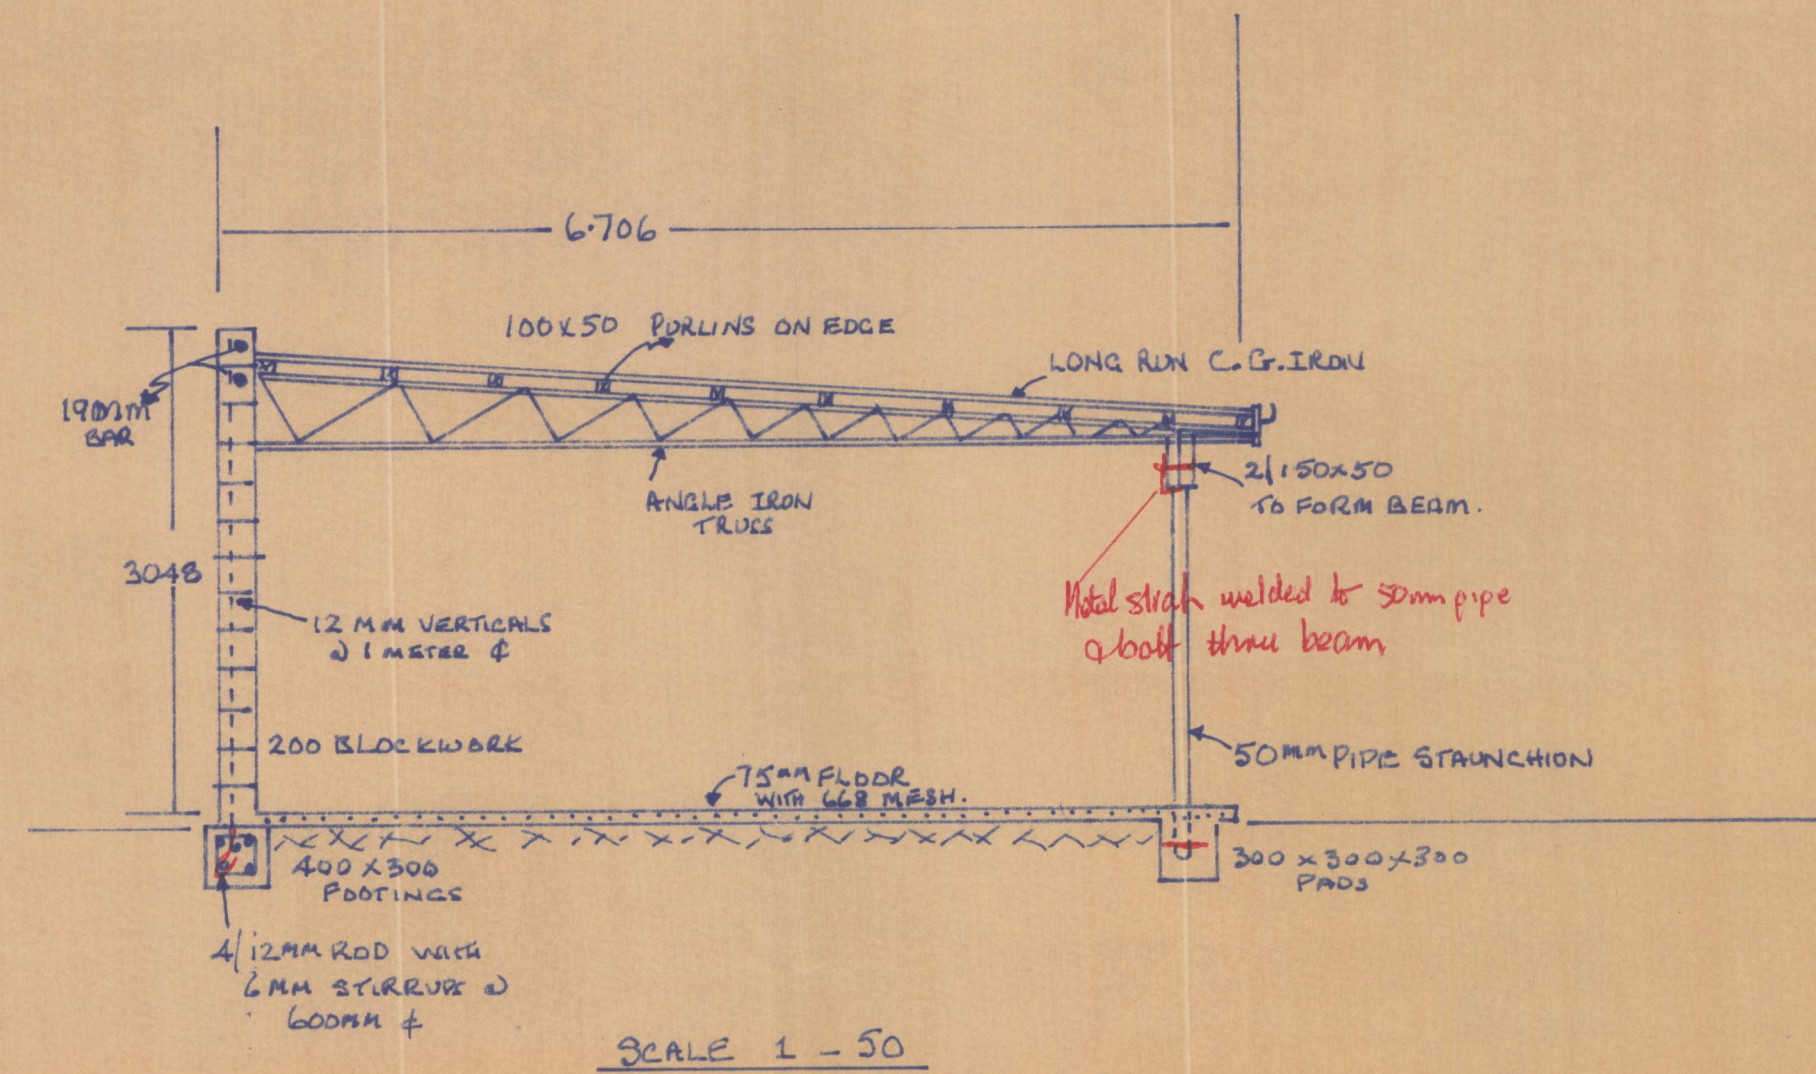 6.706
100x50 PURLINS ON EDGE
LONG RUN C.G. IRON
19mm
BAR
2/150x50
TO FORM BEAM.
ANGLE IRON
TRUSS
3048
Metal strap welded to 50mm pipe
& bolt thru beam
12 MM VERTICALS
@ 1 METER ¢
200 BLOCKWORK
50mm PIPE STAUNCHION
75mm FLOOR
WITH 668 MESH.
400 x 300
FOOTINGS
300 x 300 x 300
PADS
4/12MM ROD WITH
6 MM STIRRUPS @
600MM ¢
SCALE 1 - 50